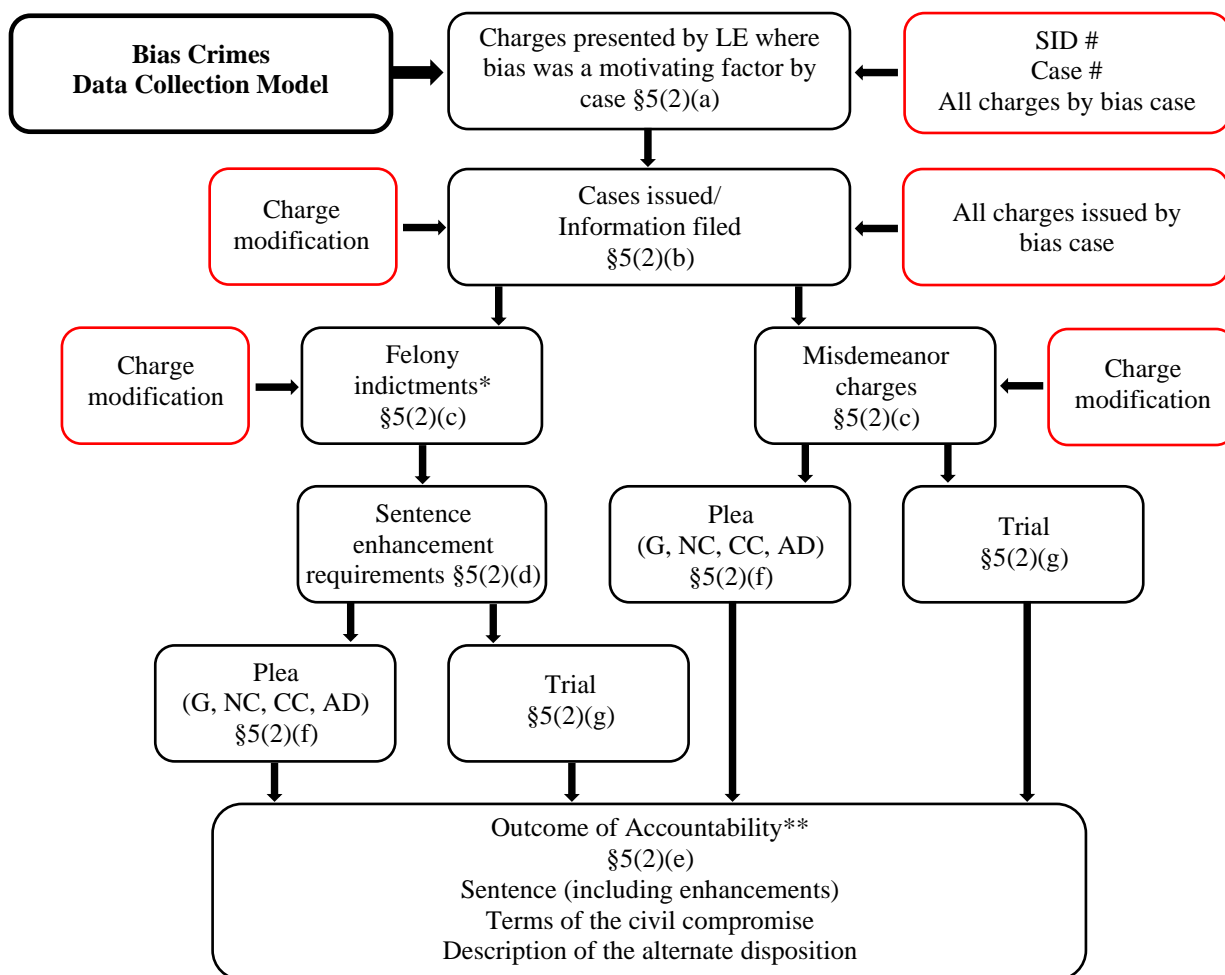 Bias Crimes
Data Collection Model
Charges presented by LE where
bias was a motivating factor by
case §5(2)(a)
SID #
Case #
All charges by bias case
Charge
modification
Cases issued/
Information filed
§5(2)(b)
All charges issued by
bias case
Charge
modification
Felony
indictments*
§5(2)(c)
Misdemeanor
charges
§5(2)(c)
Charge
modification
Sentence
enhancement
requirements §5(2)(d)
Plea
(G, NC, CC, AD)
§5(2)(f)
Trial
§5(2)(g)
Plea
(G, NC, CC, AD)
§5(2)(f)
Trial
§5(2)(g)
Outcome of Accountability**
§5(2)(e)
Sentence (including enhancements)
Terms of the civil compromise
Description of the alternate disposition